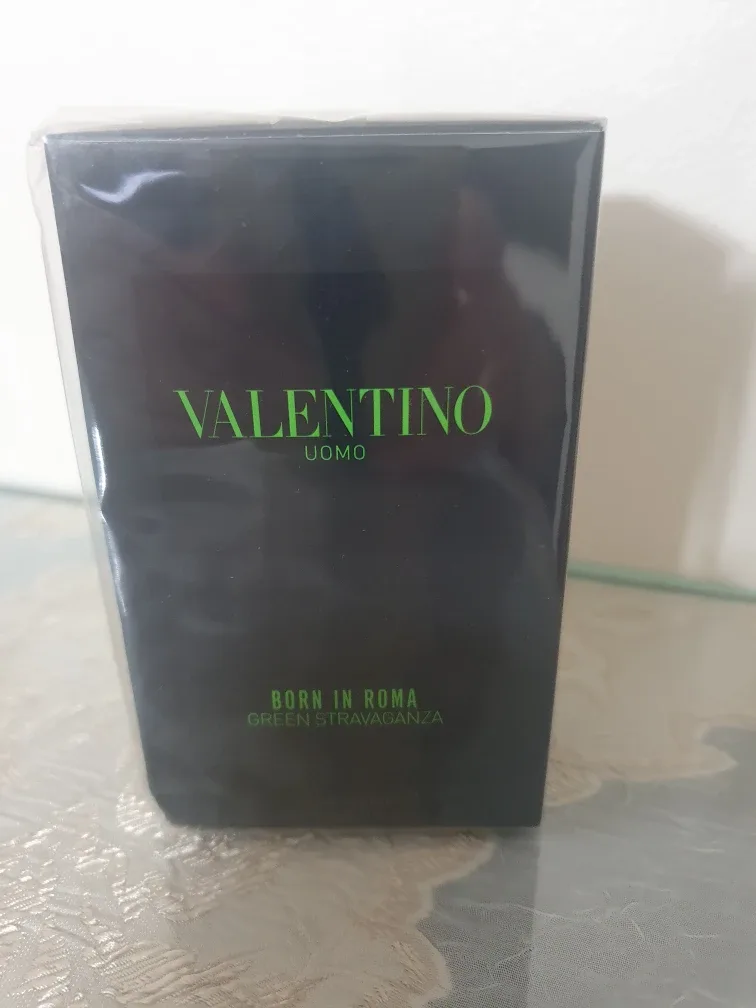 VALENTINO
UOMO
BORN IN ROMA
GREEN STRAVAGANZA